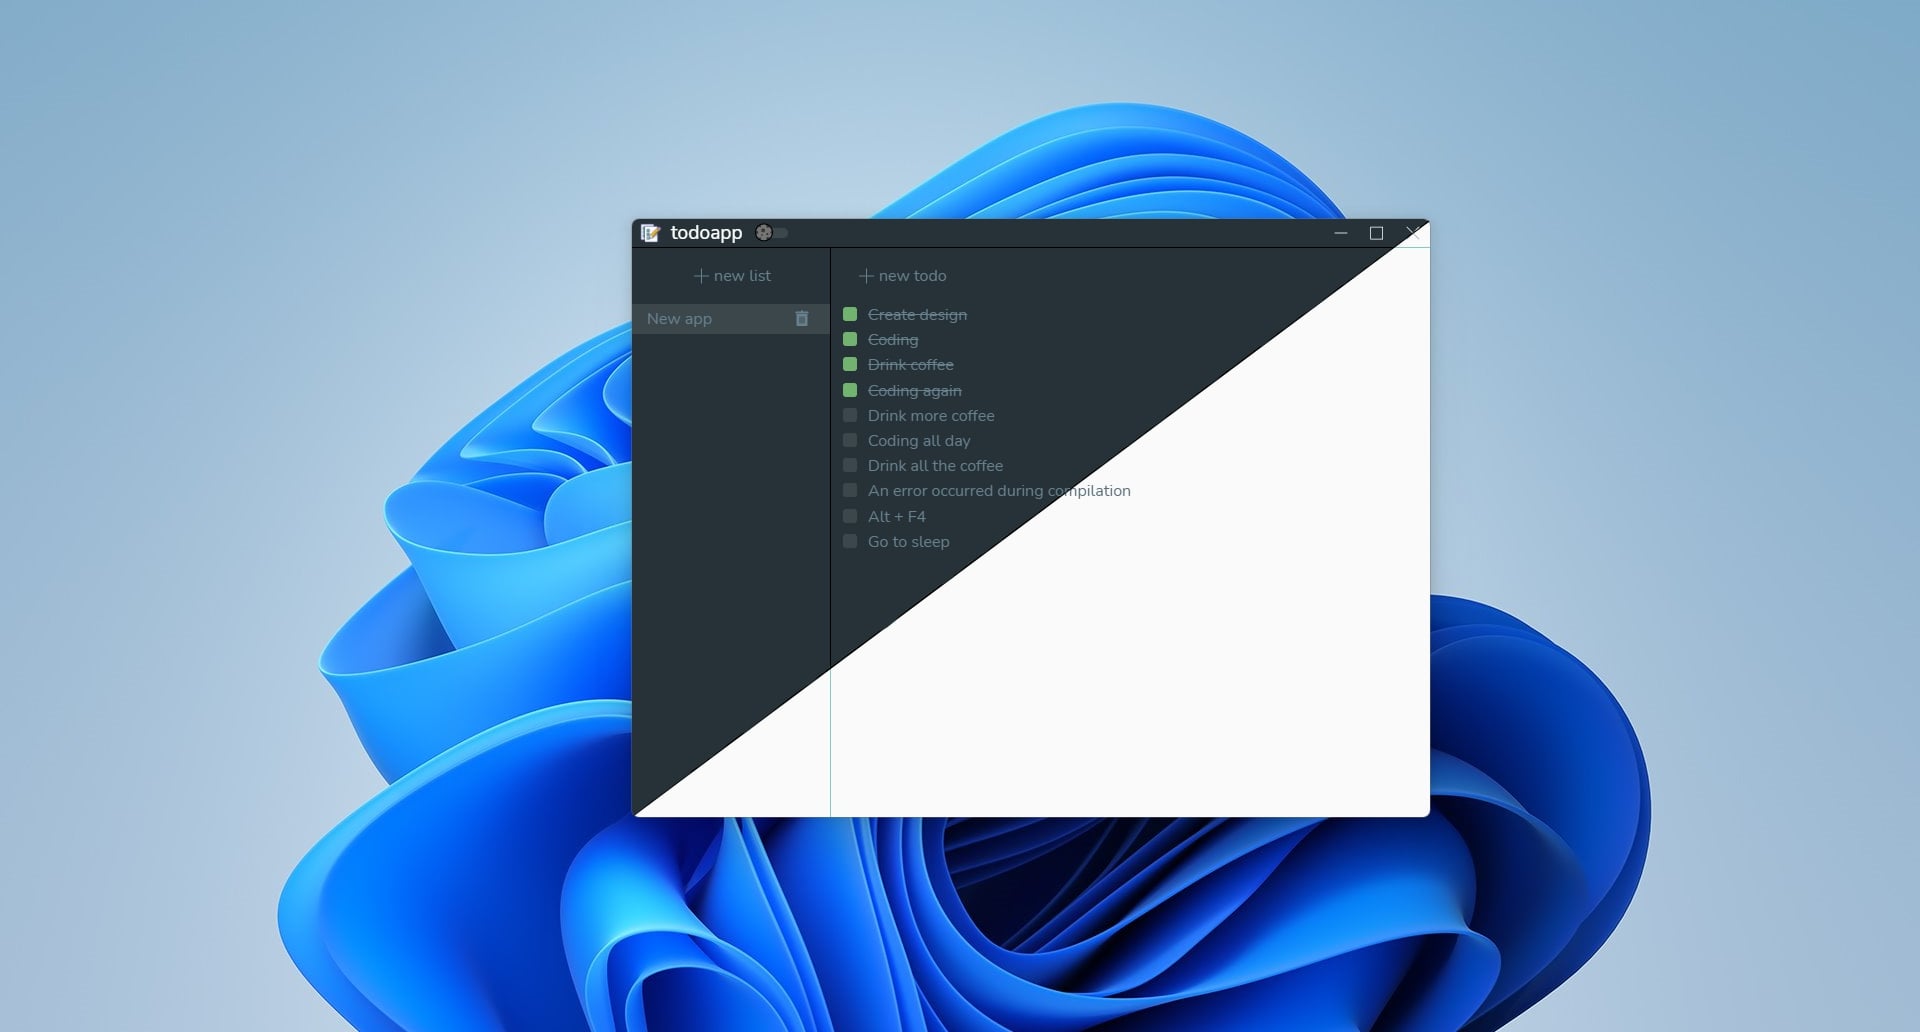 todoapp
+ new list
+ new todo
New app
Create design
Coding
Drink coffee
Coding again
Drink more coffee
Coding all day
Drink all the coffee
An error occurred during compilation
Alt + F4
Go to sleep